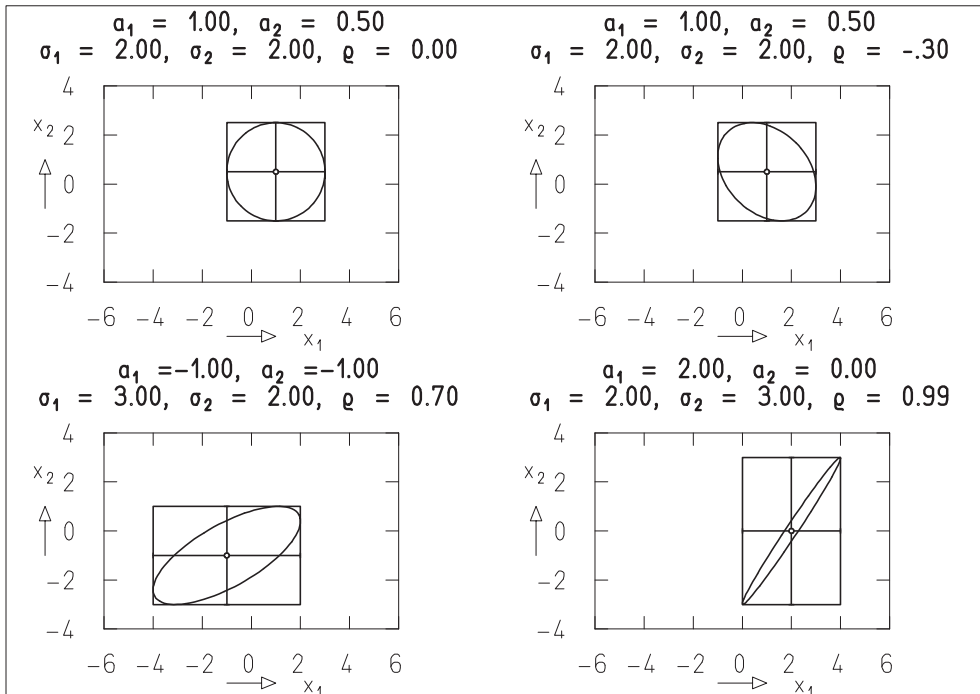 a₁ = 1.00, a₂ = 0.50
σ₁ = 2.00, σ₂ = 2.00, ϱ = 0.00
4
x₂
2
0
−2
−4
−6 −4 −2 0 2 4 6
x₁
a₁ = 1.00, a₂ = 0.50
σ₁ = 2.00, σ₂ = 2.00, ϱ = -.30
4
x₂
2
0
−2
−4
−6 −4 −2 0 2 4 6
x₁
a₁ =−1.00, a₂ =−1.00
σ₁ = 3.00, σ₂ = 2.00, ϱ = 0.70
4
x₂
2
0
−2
−4
−6 −4 −2 0 2 4 6
x₁
a₁ = 2.00, a₂ = 0.00
σ₁ = 2.00, σ₂ = 3.00, ϱ = 0.99
4
x₂
2
0
−2
−4
−6 −4 −2 0 2 4 6
x₁